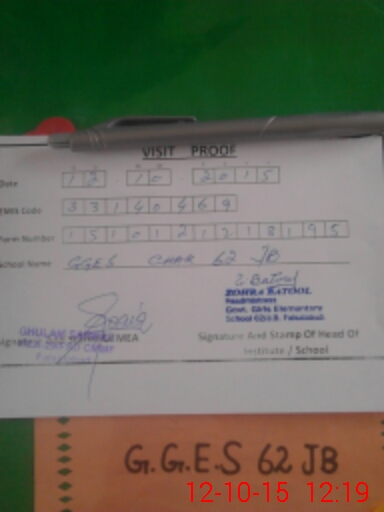 VISIT PROOF
Date 12 10 2015
EMIS Code 33140469
Form Number 15101212118195
School Name GGES CHAK 62 JB
Z Batool
ZOHRA BATOOL
Headmistress
Govt. Girls Elementary
School 62 J.B. Faisalabad.
GHULAM
MEA
Signature And Stamp Of Head Of
Institute / School
G.G.E.S 62 JB
12-10-15 12:19